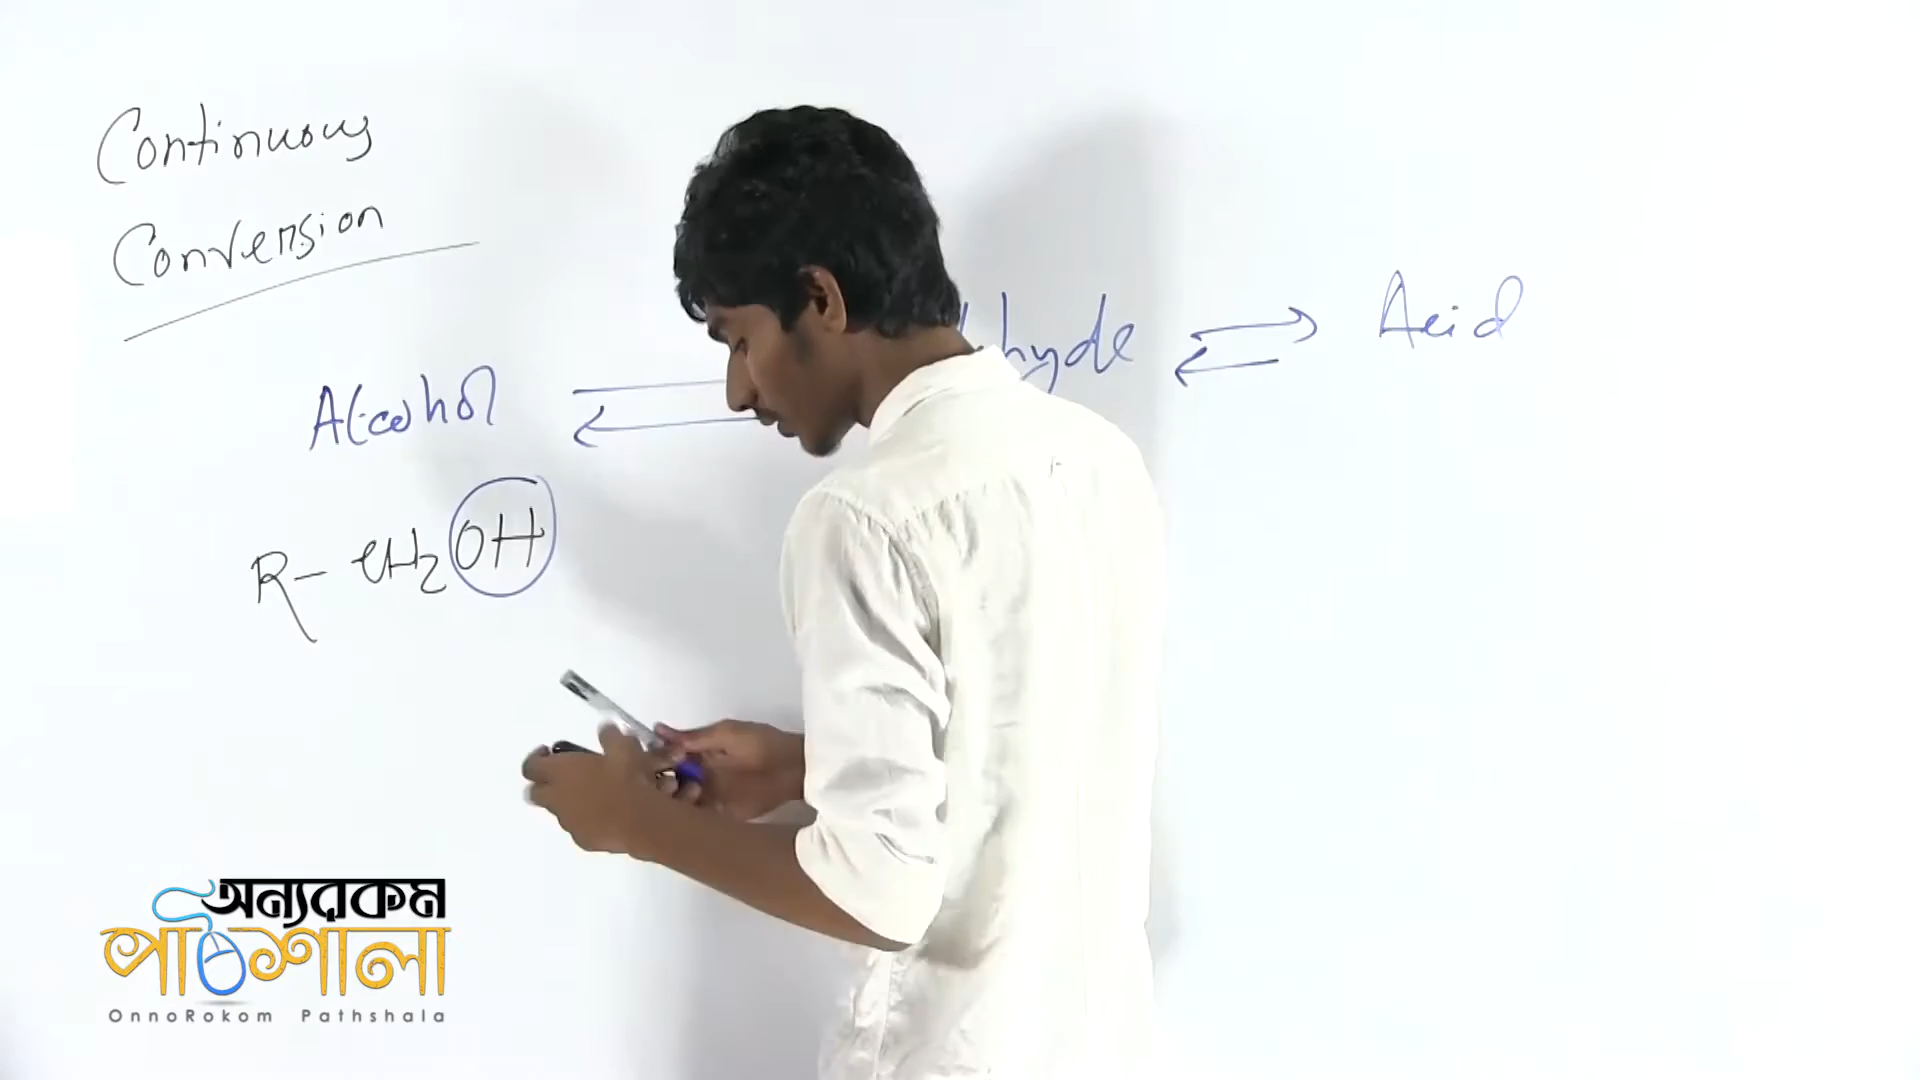 Continuous
Conversion
Alcohol
hyde
Acid
R- CH2OH
অন্যরকম
পাঠশালা
OnnoRokom Pathshala